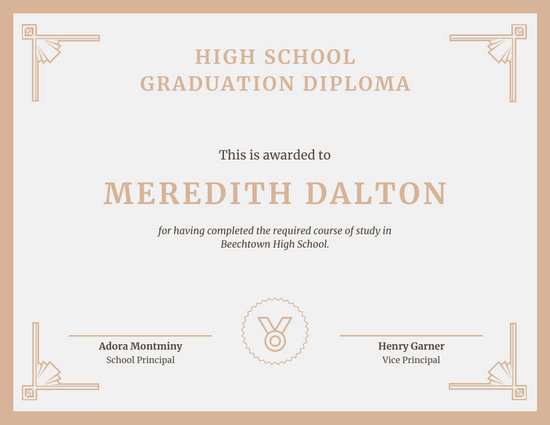 HIGH SCHOOL
GRADUATION DIPLOMA
This is awarded to
MEREDITH DALTON
for having completed the required course of study in
Beechtown High School.
Adora Montminy
School Principal
Henry Garner
Vice Principal